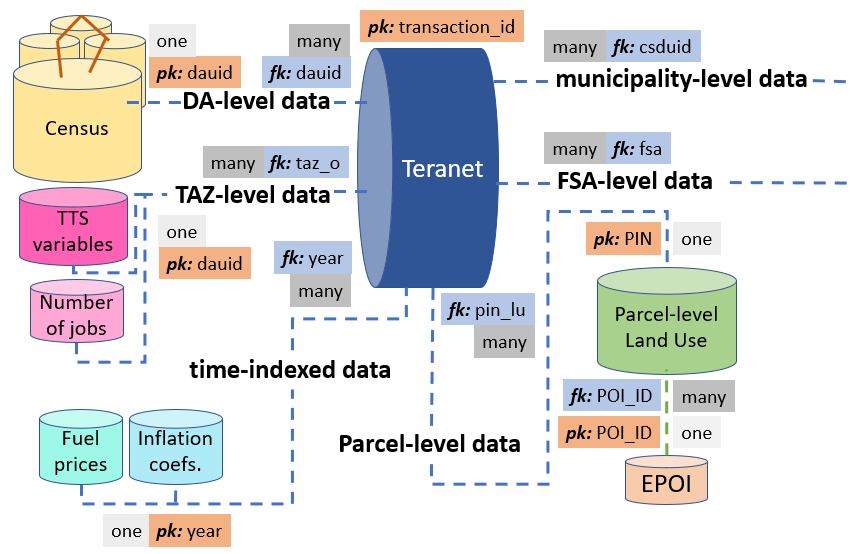 pk: transaction_id
one
many
many fk: csduid
pk: dauid
fk: dauid
municipality-level data
DA-level data
Census
many fk: taz_o
Teranet
many fk: fsa
TAZ-level data
FSA-level data
TTS
variables
one
pk: dauid
fk: year
many
pk: PIN one
Number
of jobs
fk: pin_lu
many
Parcel-level
Land Use
time-indexed data
fk: POI_ID many
pk: POI_ID one
Fuel
prices
Inflation
coefs.
Parcel-level data
EPOI
one pk: year